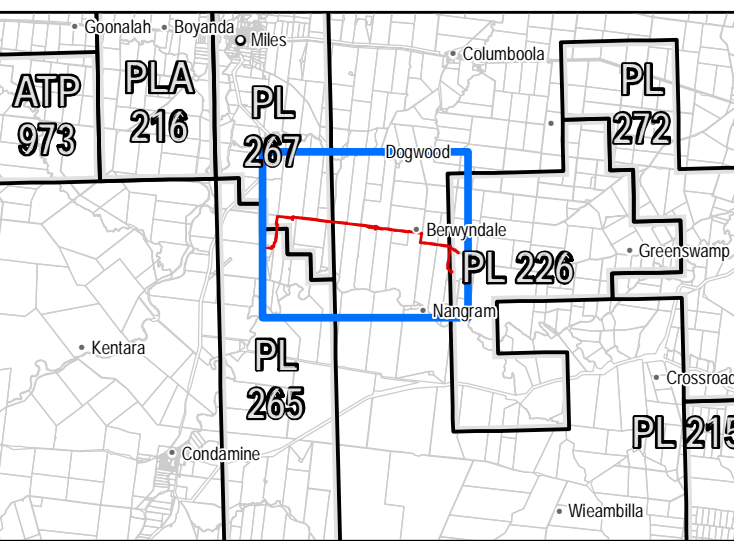 Goonalah
Boyanda
Miles
Columboola
ATP
973
PLA
216
PL
267
PL
272
Dogwood
Berwyndale
Greenswamp
PL 226
Nangram
Kentara
PL
265
Crossroad
PL 215
Condamine
Wieambilla